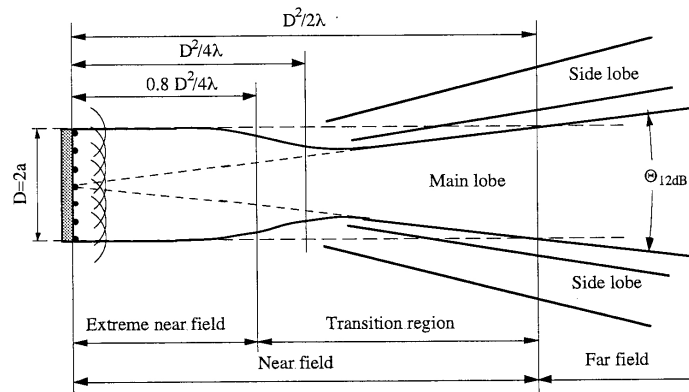 D²/2λ
D²/4λ
0.8 D²/4λ
Side lobe
D=2a
Main lobe
Θ12dB
Side lobe
Extreme near field
Transition region
Near field
Far field